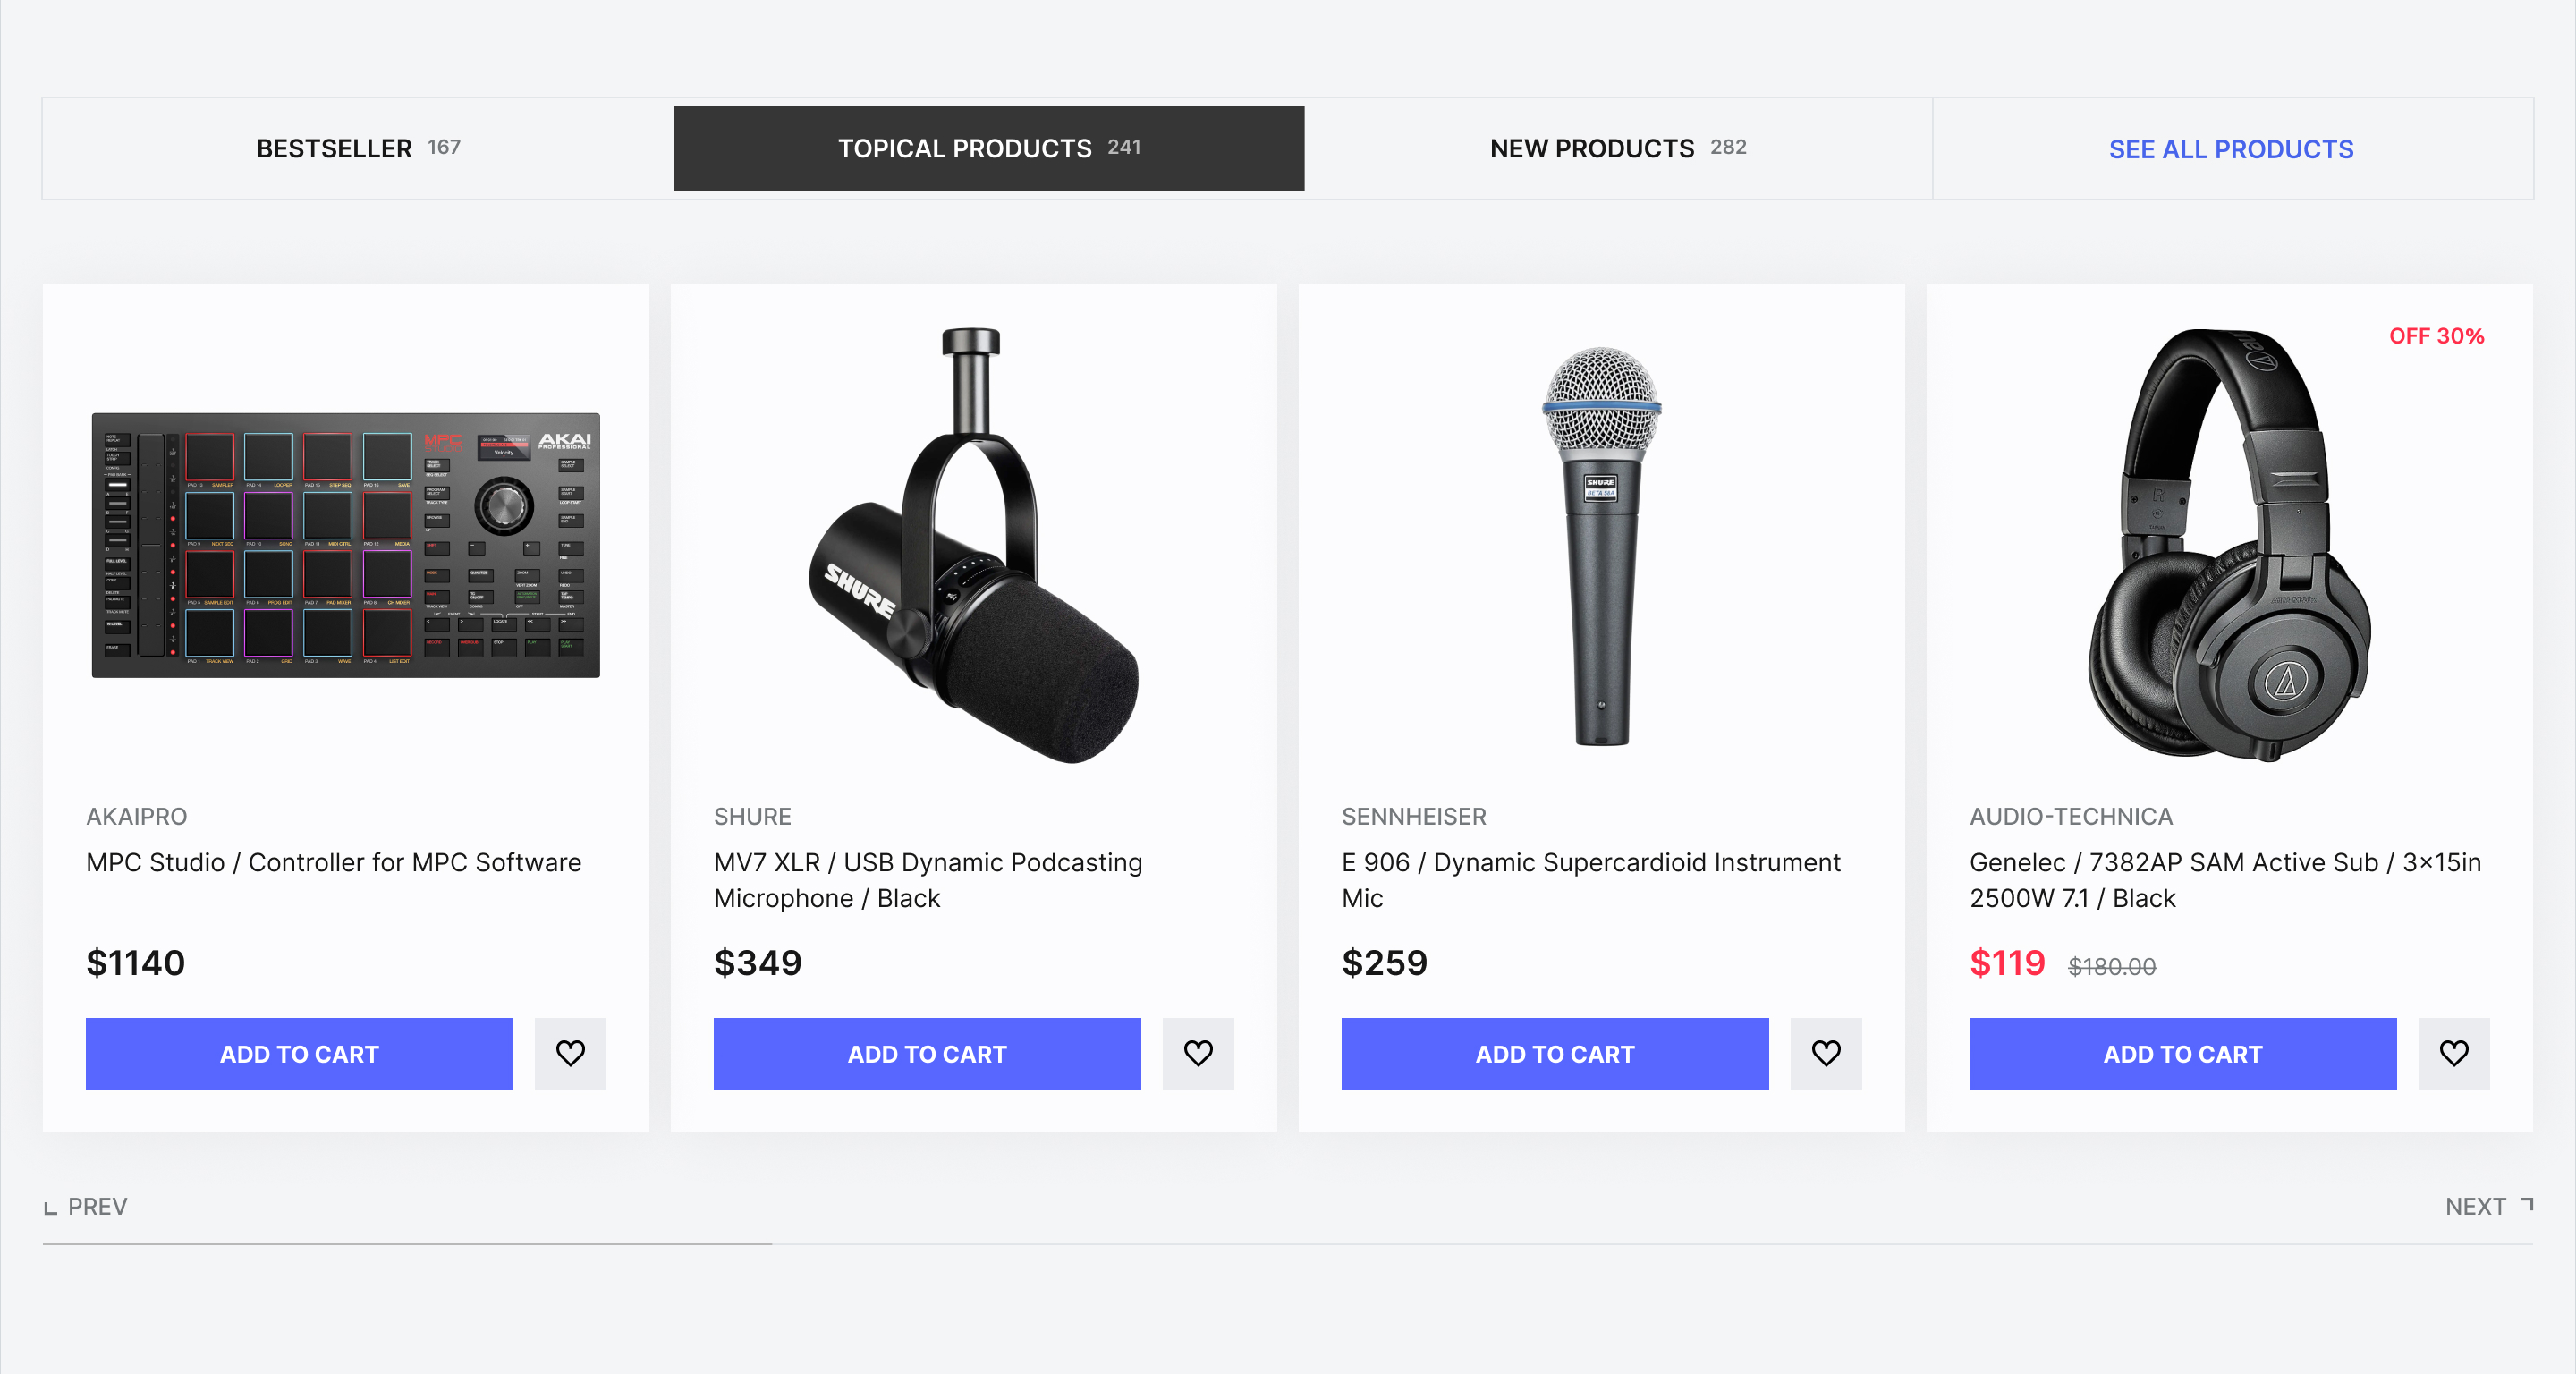 BESTSELLER 167
TOPICAL PRODUCTS 241
NEW PRODUCTS 282
SEE ALL PRODUCTS
MPC
AKAI
PROFESSIONAL
Velocity
SHURE
SHURE
BETA 58A
OFF 30%
AKAIPRO
MPC Studio / Controller for MPC Software
$1140
ADD TO CART
SHURE
MV7 XLR / USB Dynamic Podcasting
Microphone / Black
$349
ADD TO CART
SENNHEISER
E 906 / Dynamic Supercardioid Instrument
Mic
$259
ADD TO CART
AUDIO-TECHNICA
Genelec / 7382AP SAM Active Sub / 3×15in
2500W 7.1 / Black
$119 $180.00
ADD TO CART
PREV
NEXT